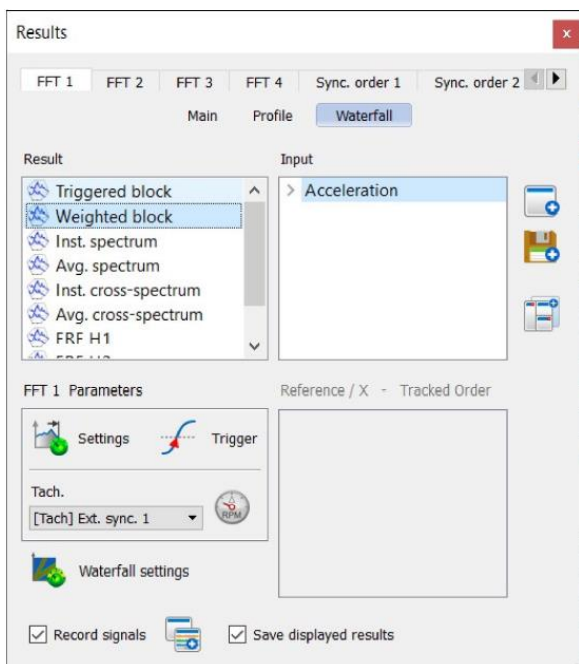 Results
x
FFT 1 FFT 2 FFT 3 FFT 4 Sync. order 1 Sync. order 2
Main Profile Waterfall
Result Input
Triggered block
Weighted block
Inst. spectrum
Avg. spectrum
Inst. cross-spectrum
Avg. cross-spectrum
FRF H1
Acceleration
FFT 1 Parameters
Reference / X - Tracked Order
Settings Trigger
Tach.
[Tach] Ext. sync. 1
RPM
Waterfall settings
Record signals Save displayed results